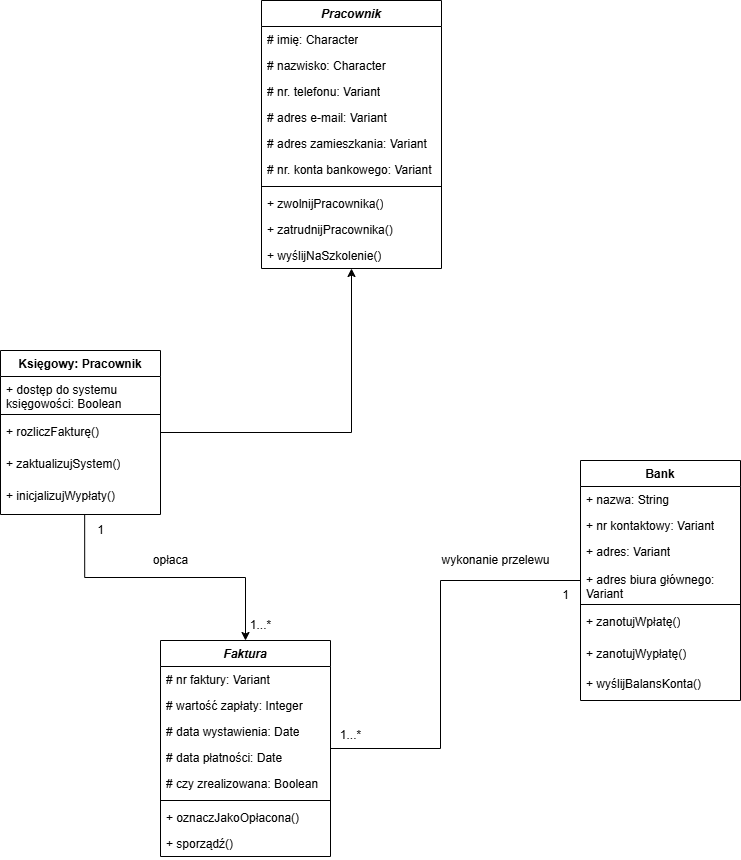 Pracownik
# imię: Character
# nazwisko: Character
# nr. telefonu: Variant
# adres e-mail: Variant
# adres zamieszkania: Variant
# nr. konta bankowego: Variant
+ zwolnijPracownika()
+ zatrudnijPracownika()
+ wyślijNaSzkolenie()
Księgowy: Pracownik
+ dostęp do systemu
księgowości: Boolean
+ rozliczFakturę()
+ zaktualizujSystem()
+ inicjalizujWypłaty()
1
opłaca
1...*
Faktura
# nr faktury: Variant
# wartość zapłaty: Integer
# data wystawienia: Date
# data płatności: Date
# czy zrealizowana: Boolean
+ oznaczJakoOpłacona()
+ sporządź()
1...*
wykonanie przelewu
1
Bank
+ nazwa: String
+ nr kontaktowy: Variant
+ adres: Variant
+ adres biura głównego:
Variant
+ zanotujWpłatę()
+ zanotujWypłatę()
+ wyślijBalansKonta()